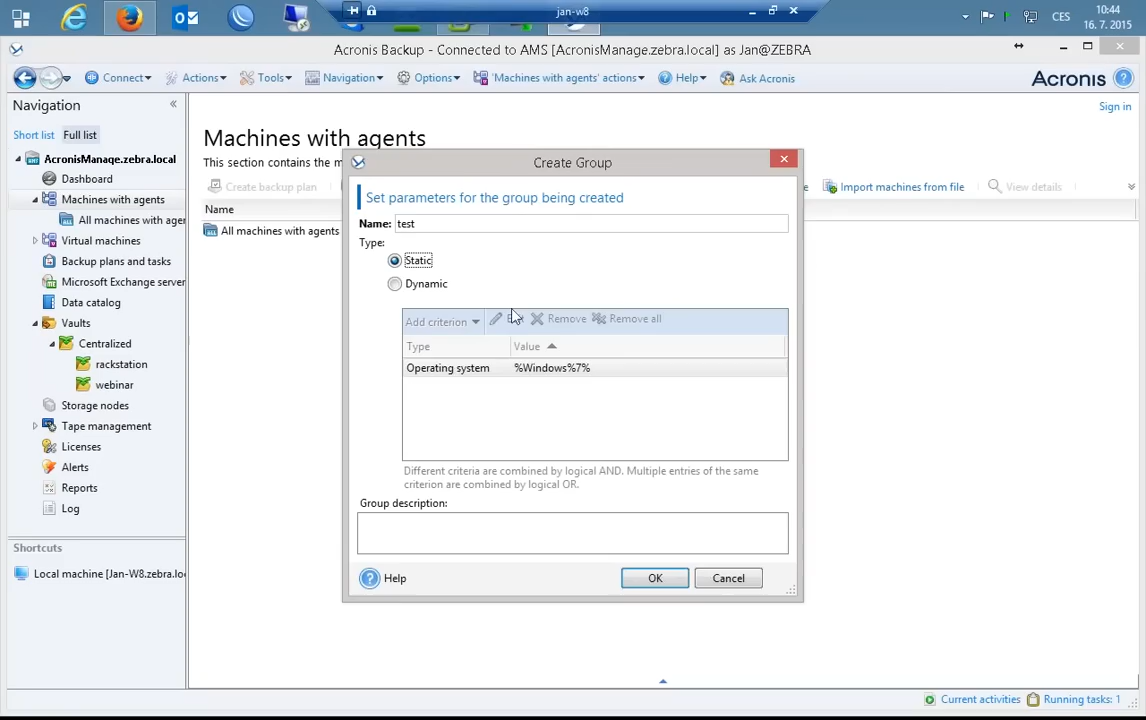 jan-w8
CES
10:44
16. 7. 2015
Acronis Backup - Connected to AMS [AcronisManage.zebra.local] as Jan@ZEBRA
Connect
Actions
Tools
Navigation
Options
'Machines with agents' actions
Help
Ask Acronis
Acronis
Sign in
Navigation
Short list
Full list
AcronisManage.zebra.local
Dashboard
Machines with agents
All machines with agen
Virtual machines
Backup plans and tasks
Microsoft Exchange server
Data catalog
Vaults
Centralized
rackstation
webinar
Storage nodes
Tape management
Licenses
Alerts
Reports
Log
Shortcuts
Local machine [Jan-W8.zebra.lo
Machines with agents
This section contains the m
Create backup plan
Import machines from file
View details
Name
All machines with agents
Create Group
Set parameters for the group being created
Name: test
Type:
Static
Dynamic
Add criterion
Remove
Remove all
Type
Value
Operating system
%Windows%7%
Different criteria are combined by logical AND. Multiple entries of the same
criterion are combined by logical OR.
Group description:
Help
OK
Cancel
Current activities
Running tasks: 1